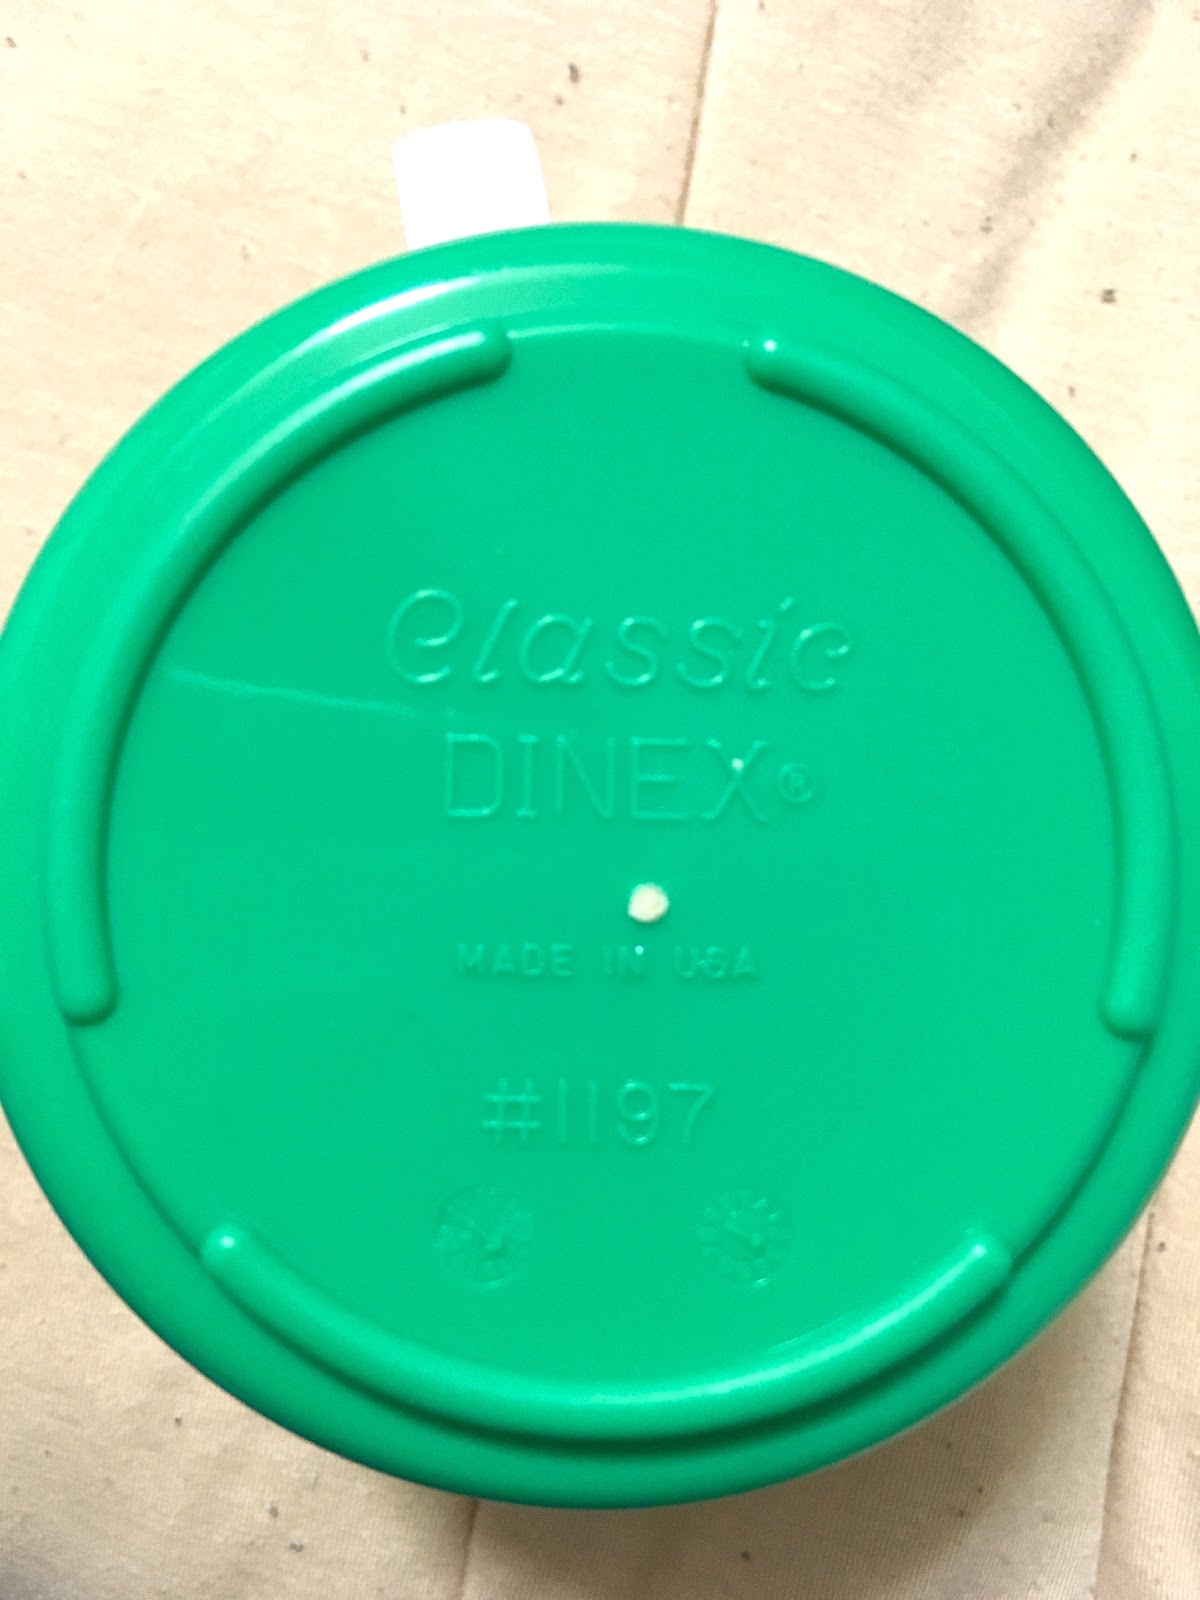 Classic
DINEX®
MADE IN USA
#1197